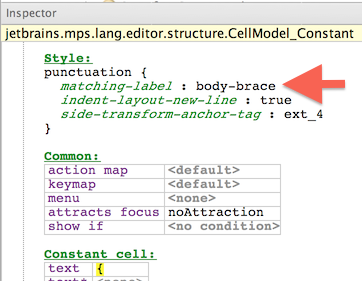 Inspector
jetbrains.mps.lang.editor.structure.CellModel_Constant
Style:
punctuation {
matching-label : body-brace
indent-layout-new-line : true
side-transform-anchor-tag : ext_4
}
Common:
action map <default>
keymap <default>
menu <none>
attracts focus noAttraction
show if <no condition>
Constant cell:
text {
text* <none>